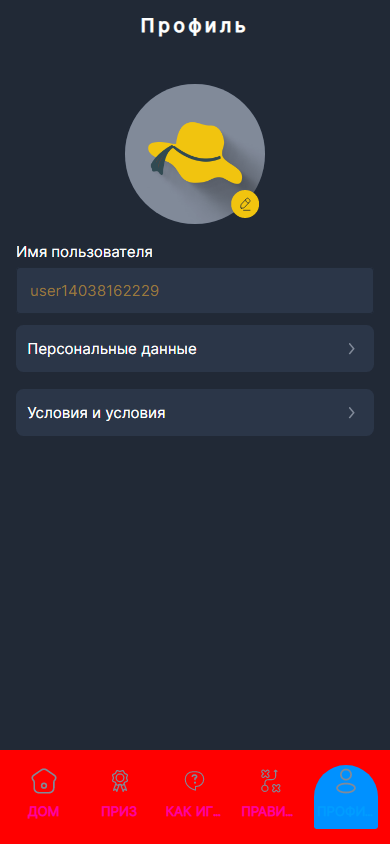 Профиль
Имя пользователя
user14038162229
Персональные данные
Условия и условия
ДОМ
ПРИЗ
КАК ИГ...
ПРАВИ...
ПРОФИ...